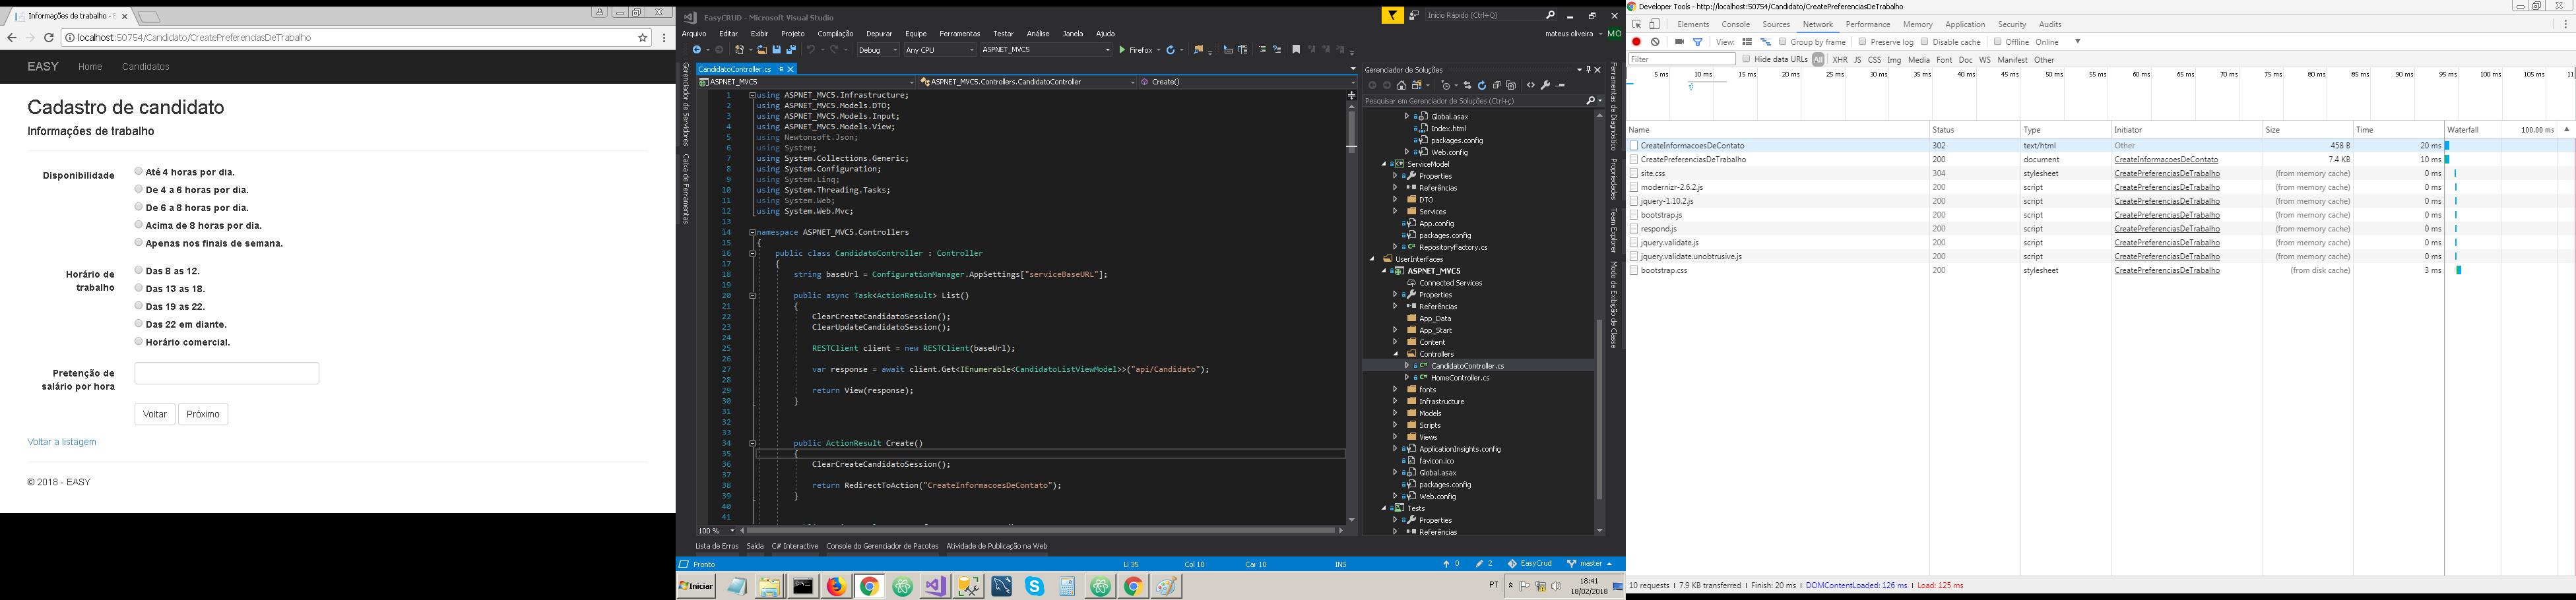 Informações de trabalho - E
localhost:50754/Candidato/CreatePreferenciasDeTrabalho
EASY Home Candidatos
Cadastro de candidato
Informações de trabalho
Disponibilidade
Até 4 horas por dia.
De 4 a 6 horas por dia.
De 6 a 8 horas por dia.
Acima de 8 horas por dia.
Apenas nos finais de semana.
Horário de
trabalho
Das 8 as 12.
Das 13 as 18.
Das 19 as 22.
Das 22 em diante.
Horário comercial.
Pretenção de
salário por hora
Voltar Próximo
Voltar a listagem
© 2018 - EASY
EasyCRUD - Microsoft Visual Studio
Início Rápido (Ctrl+Q)
Arquivo Editar Exibir Projeto Compilação Depurar Equipe Ferramentas Testar Análise Janela Ajuda
mateus oliveira MO
Debug Any CPU ASPNET_MVC5 Firefox
Gerenciador de Servidores
Caixa de Ferramentas
CandidatoController.cs
ASPNET_MVC5 ASPNET_MVC5.Controllers.CandidatoController Create()
1 using ASPNET_MVC5.Infrastructure;
2 using ASPNET_MVC5.Models.DTO;
3 using ASPNET_MVC5.Models.Input;
4 using ASPNET_MVC5.Models.View;
5 using Newtonsoft.Json;
6 using System;
7 using System.Collections.Generic;
8 using System.Configuration;
9 using System.Linq;
10 using System.Threading.Tasks;
11 using System.Web;
12 using System.Web.Mvc;
13
14 namespace ASPNET_MVC5.Controllers
15 {
16 public class CandidatoController : Controller
17 {
18 string baseUrl = ConfigurationManager.AppSettings["serviceBaseURL"];
19
20 public async Task<ActionResult> List()
21 {
22 ClearCreateCandidatoSession();
23 ClearUpdateCandidatoSession();
24
25 RESTClient client = new RESTClient(baseUrl);
26
27 var response = await client.Get<IEnumerable<CandidatoListViewModel>>("api/Candidato");
28
29 return View(response);
30 }
31
32
33
34 public ActionResult Create()
35 {
36 ClearCreateCandidatoSession();
37
38 return RedirectToAction("CreateInformacoesDeContato");
39 }
40
41
100 %
Lista de Erros Saída C# Interactive Console do Gerenciador de Pacotes Atividade de Publicação na Web
Pronto Li 35 Col 10 Car 10 INS 0 2 EasyCrud master
Iniciar PT 18:41
18/02/2018
Gerenciador de Soluções
Pesquisar em Gerenciador de Soluções (Ctrl+ç)
Global.asax
Index.html
packages.config
Web.config
ServiceModel
Properties
Referências
DTO
Services
App.config
packages.config
RepositoryFactory.cs
UserInterfaces
ASPNET_MVC5
Connected Services
Properties
Referências
App_Data
App_Start
Content
Controllers
CandidatoController.cs
HomeController.cs
fonts
Infrastructure
Models
Scripts
Views
ApplicationInsights.config
favicon.ico
Global.asax
packages.config
Web.config
Tests
Properties
Referências
Ferramentas de Diagnóstico
Propriedades
Team Explorer
Modo de Exibição de Classe
Developer Tools - http://localhost:50754/Candidato/CreatePreferenciasDeTrabalho
Elements Console Sources Network Performance Memory Application Security Audits
View: Group by frame Preserve log Disable cache Offline Online
Filter Hide data URLs All XHR JS CSS Img Media Font Doc WS Manifest Other
5 ms 10 ms 15 ms 20 ms 25 ms 30 ms 35 ms 40 ms 45 ms 50 ms 55 ms 60 ms 65 ms 70 ms 75 ms 80 ms 85 ms 90 ms 95 ms 100 ms 105 ms 11
Name Status Type Initiator Size Time Waterfall 100.00 ms
CreateInformacoesDeContato 302 text/html Other 458 B 20 ms
CreatePreferenciasDeTrabalho 200 document CreateInformacoesDeContato 7.4 KB 10 ms
site.css 304 stylesheet CreatePreferenciasDeTrabalho (from memory cache) 0 ms
modernizr-2.6.2.js 200 script CreatePreferenciasDeTrabalho (from memory cache) 0 ms
jquery-1.10.2.js 200 script CreatePreferenciasDeTrabalho (from memory cache) 0 ms
bootstrap.js 200 script CreatePreferenciasDeTrabalho (from memory cache) 0 ms
respond.js 200 script CreatePreferenciasDeTrabalho (from memory cache) 0 ms
jquery.validate.js 200 script CreatePreferenciasDeTrabalho (from memory cache) 0 ms
jquery.validate.unobtrusive.js 200 script CreatePreferenciasDeTrabalho (from memory cache) 0 ms
bootstrap.css 200 stylesheet CreatePreferenciasDeTrabalho (from disk cache) 3 ms
10 requests | 7.9 KB transferred | Finish: 20 ms | DOMContentLoaded: 126 ms | Load: 125 ms